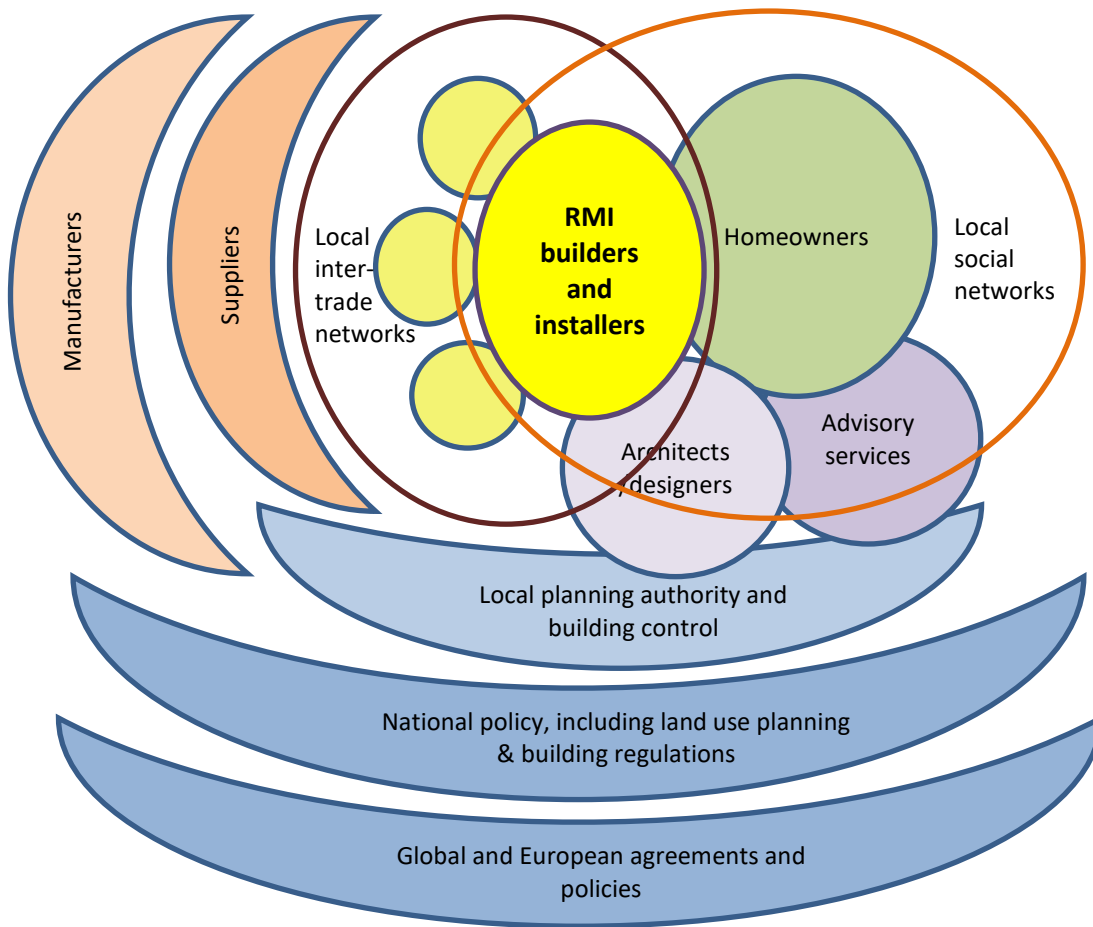 Manufacturers
Suppliers
Local
inter-
trade
networks
RMI
builders
and
installers
Homeowners
Local
social
networks
Architects
/designers
Advisory
services
Local planning authority and
building control
National policy, including land use planning
& building regulations
Global and European agreements and
policies